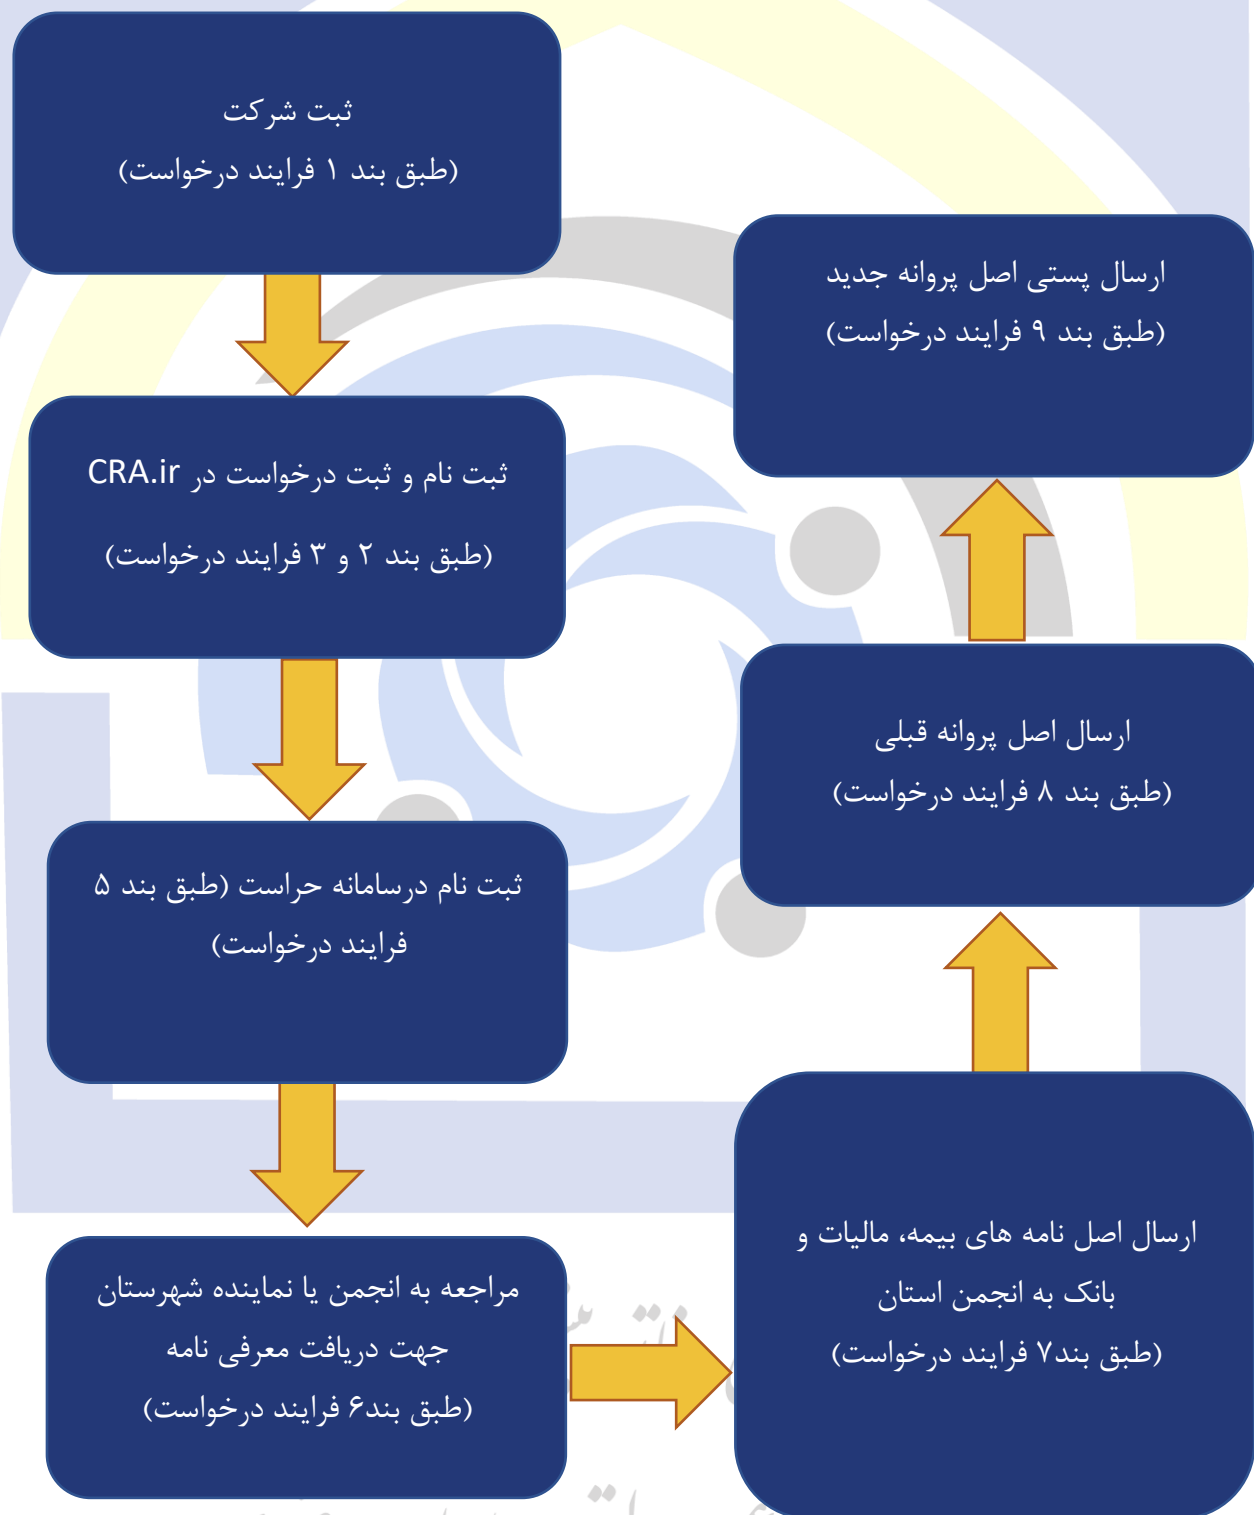 ثبت شرکت
(طبق بند ۱ فرایند درخواست)
ثبت نام و ثبت درخواست در CRA.ir
(طبق بند ۲ و ۳ فرایند درخواست)
ثبت نام درسامانه حراست (طبق بند ۵
فرایند درخواست)
مراجعه به انجمن یا نماینده شهرستان
جهت دریافت معرفی نامه
(طبق بند۶ فرایند درخواست)
ارسال اصل نامه های بیمه، مالیات و
بانک به انجمن استان
(طبق بند۷ فرایند درخواست)
ارسال اصل پروانه قبلی
(طبق بند ۸ فرایند درخواست)
ارسال پستی اصل پروانه جدید
(طبق بند ۹ فرایند درخواست)